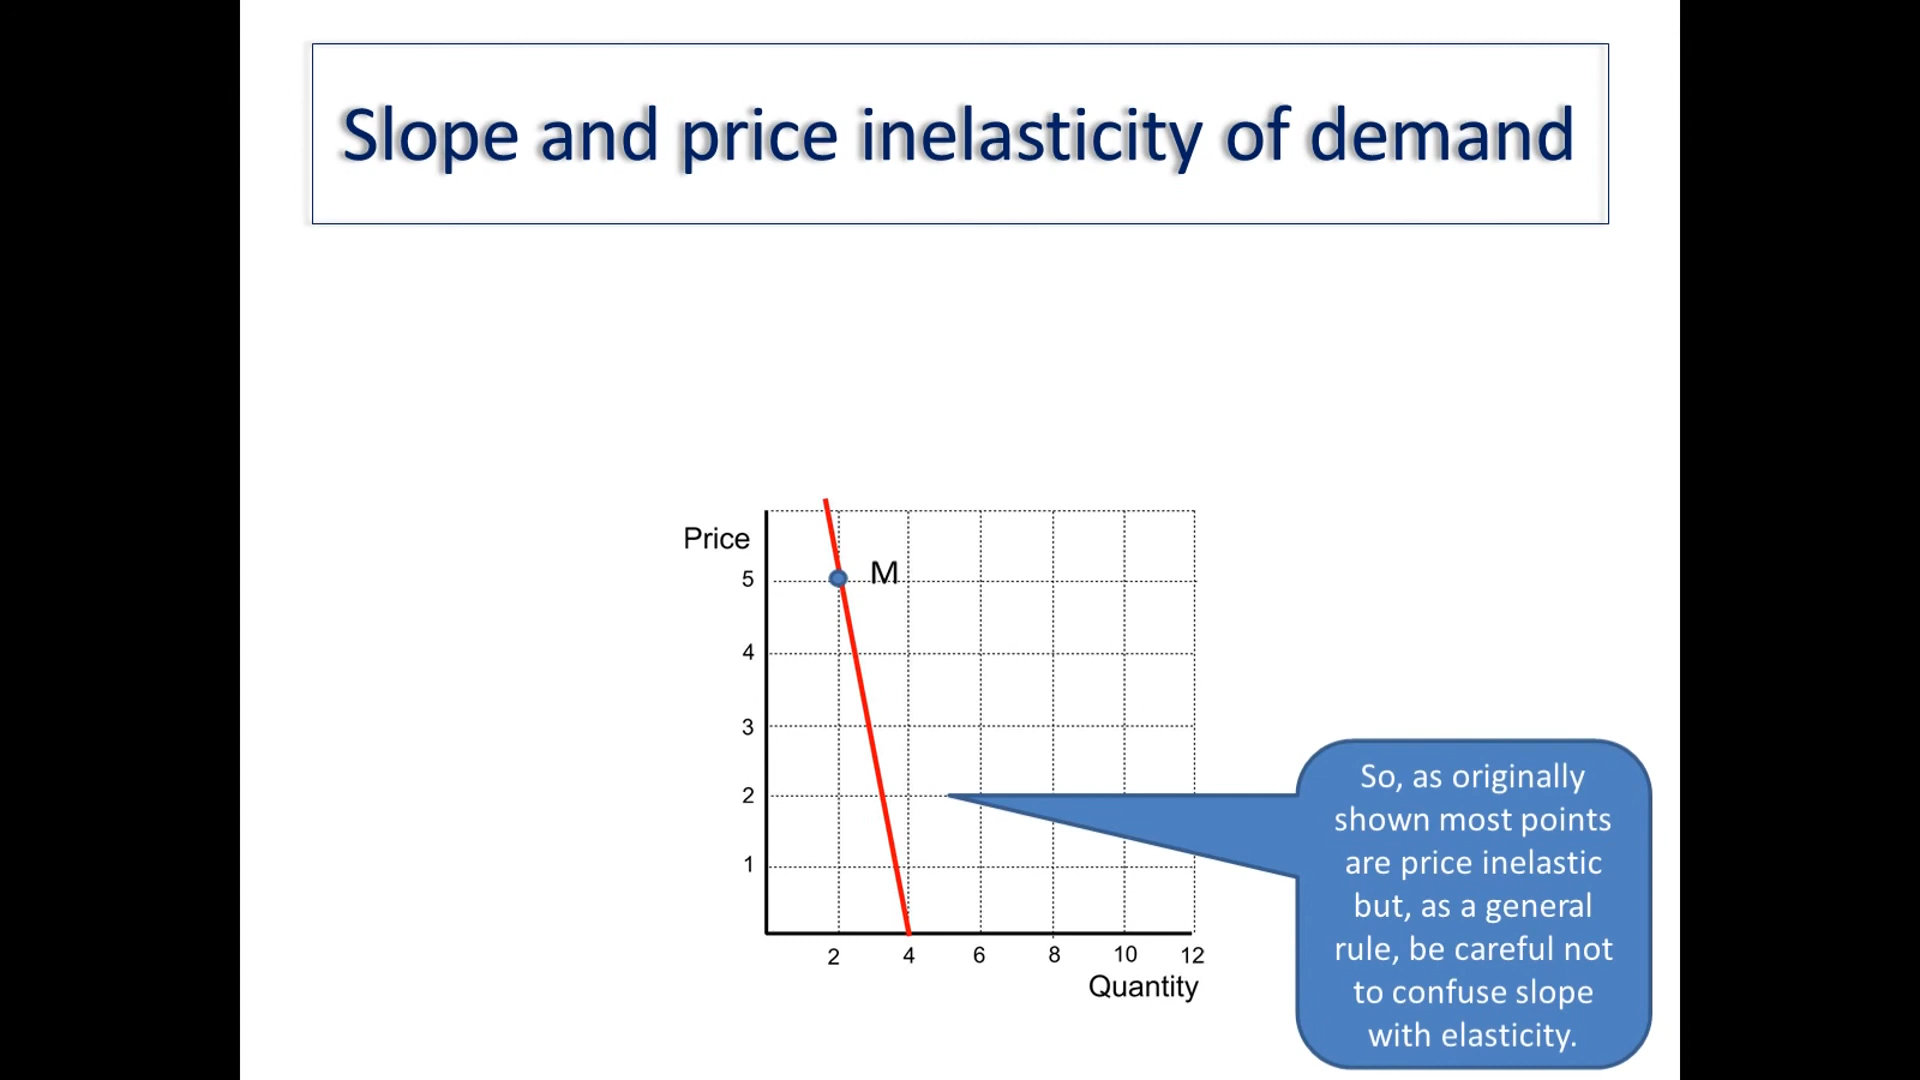 Slope and price inelasticity of demand
Price
M
5
4
3
2
1
2 4 6 8 10 12
Quantity
So, as originally
shown most points
are price inelastic
but, as a general
rule, be careful not
to confuse slope
with elasticity.